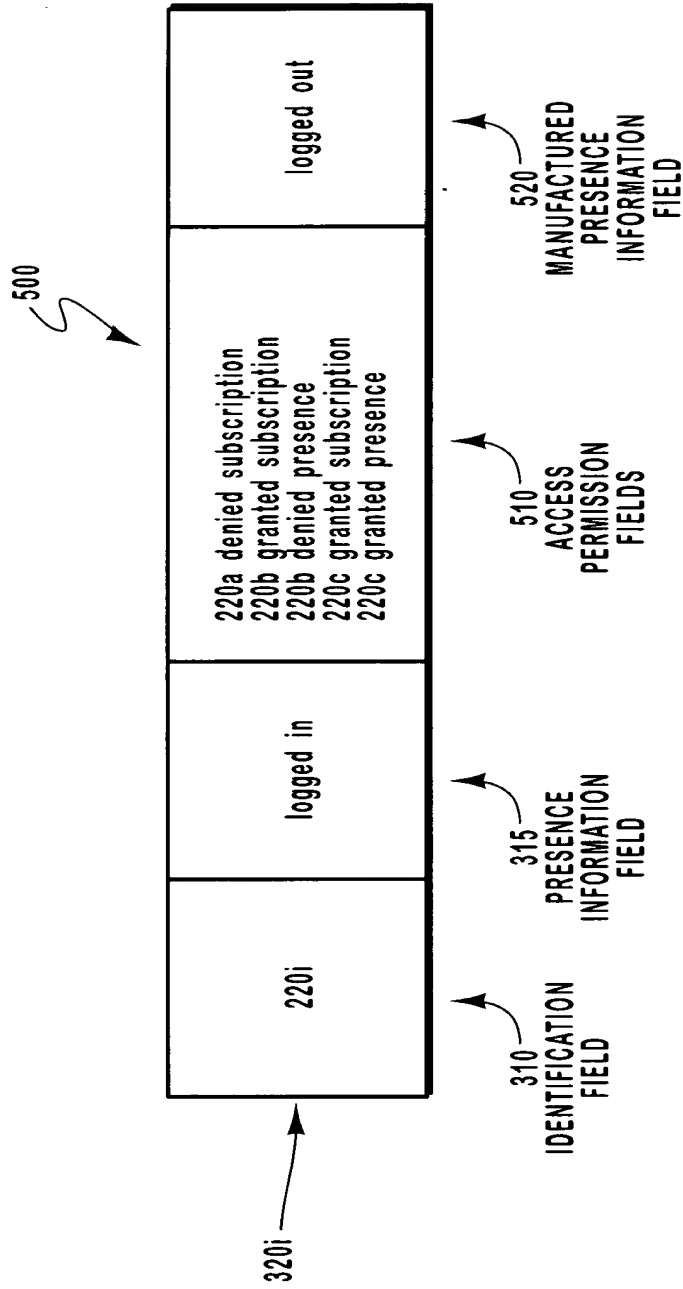 500
320i
220i
logged in
220a denied subscription
220b granted subscription
220b denied presence
220c granted subscription
220c granted presence
logged out
310
IDENTIFICATION
FIELD
315
PRESENCE
INFORMATION
FIELD
510
ACCESS
PERMISSION
FIELDS
520
MANUFACTURED
PRESENCE
INFORMATION
FIELD